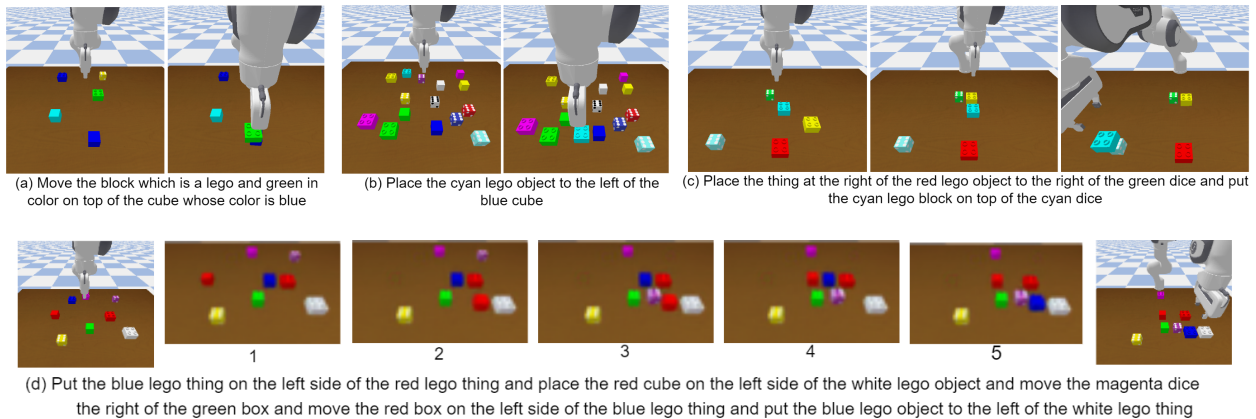 (a) Move the block which is a lego and green in
color on top of the cube whose color is blue
(b) Place the cyan lego object to the left of the
blue cube
(c) Place the thing at the right of the red lego object to the right of the green dice and put
the cyan lego block on top of the cyan dice
1
2
3
4
5
(d) Put the blue lego thing on the left side of the red lego thing and place the red cube on the left side of the white lego object and move the magenta dice
the right of the green box and move the red box on the left side of the blue lego thing and put the blue lego object to the left of the white lego thing